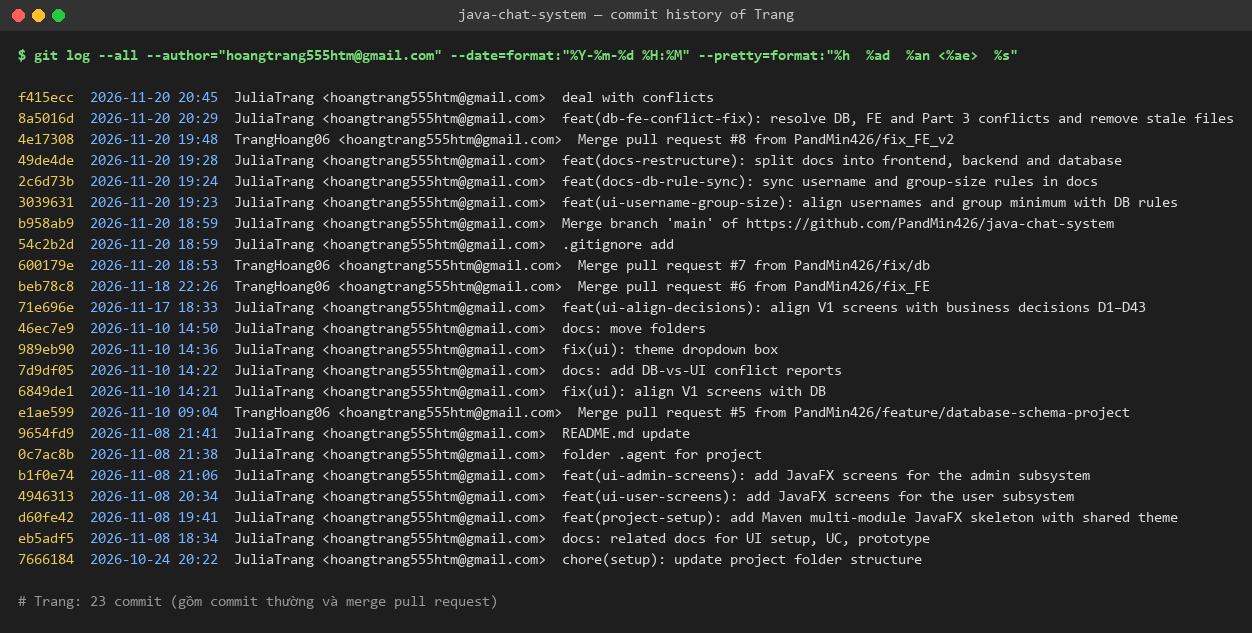 java-chat-system — commit history of Trang
$ git log --all --author="hoangtrang555htm@gmail.com" --date=format:"%Y-%m-%d %H:%M" --pretty=format:"%h  %ad  %an <%ae>  %s"
f415ecc  2026-11-20 20:45  JuliaTrang <hoangtrang555htm@gmail.com>  deal with conflicts
8a5016d  2026-11-20 20:29  JuliaTrang <hoangtrang555htm@gmail.com>  feat(db-fe-conflict-fix): resolve DB, FE and Part 3 conflicts and remove stale files
4e17308  2026-11-20 19:48  TrangHoang06 <hoangtrang555htm@gmail.com>  Merge pull request #8 from PandMin426/fix_FE_v2
49de4de  2026-11-20 19:28  JuliaTrang <hoangtrang555htm@gmail.com>  feat(docs-restructure): split docs into frontend, backend and database
2c6d73b  2026-11-20 19:24  JuliaTrang <hoangtrang555htm@gmail.com>  feat(docs-db-rule-sync): sync username and group-size rules in docs
3039631  2026-11-20 19:23  JuliaTrang <hoangtrang555htm@gmail.com>  feat(ui-username-group-size): align usernames and group minimum with DB rules
b958ab9  2026-11-20 18:59  JuliaTrang <hoangtrang555htm@gmail.com>  Merge branch 'main' of https://github.com/PandMin426/java-chat-system
54c2b2d  2026-11-20 18:59  JuliaTrang <hoangtrang555htm@gmail.com>  .gitignore add
600179e  2026-11-20 18:53  TrangHoang06 <hoangtrang555htm@gmail.com>  Merge pull request #7 from PandMin426/fix/db
beb78c8  2026-11-18 22:26  TrangHoang06 <hoangtrang555htm@gmail.com>  Merge pull request #6 from PandMin426/fix_FE
71e696e  2026-11-17 18:33  JuliaTrang <hoangtrang555htm@gmail.com>  feat(ui-align-decisions): align V1 screens with business decisions D1–D43
46ec7e9  2026-11-10 14:50  JuliaTrang <hoangtrang555htm@gmail.com>  docs: move folders
989eb90  2026-11-10 14:36  JuliaTrang <hoangtrang555htm@gmail.com>  fix(ui): theme dropdown box
7d9df05  2026-11-10 14:22  JuliaTrang <hoangtrang555htm@gmail.com>  docs: add DB-vs-UI conflict reports
6849de1  2026-11-10 14:21  JuliaTrang <hoangtrang555htm@gmail.com>  fix(ui): align V1 screens with DB
e1ae599  2026-11-10 09:04  TrangHoang06 <hoangtrang555htm@gmail.com>  Merge pull request #5 from PandMin426/feature/database-schema-project
9654fd9  2026-11-08 21:41  JuliaTrang <hoangtrang555htm@gmail.com>  README.md update
0c7ac8b  2026-11-08 21:38  JuliaTrang <hoangtrang555htm@gmail.com>  folder .agent for project
b1f0e74  2026-11-08 21:06  JuliaTrang <hoangtrang555htm@gmail.com>  feat(ui-admin-screens): add JavaFX screens for the admin subsystem
4946313  2026-11-08 20:34  JuliaTrang <hoangtrang555htm@gmail.com>  feat(ui-user-screens): add JavaFX screens for the user subsystem
d60fe42  2026-11-08 19:41  JuliaTrang <hoangtrang555htm@gmail.com>  feat(project-setup): add Maven multi-module JavaFX skeleton with shared theme
eb5adf5  2026-11-08 18:34  JuliaTrang <hoangtrang555htm@gmail.com>  docs: related docs for UI setup, UC, prototype
7666184  2026-10-24 20:22  JuliaTrang <hoangtrang555htm@gmail.com>  chore(setup): update project folder structure
# Trang: 23 commit (gồm commit thường và merge pull request)